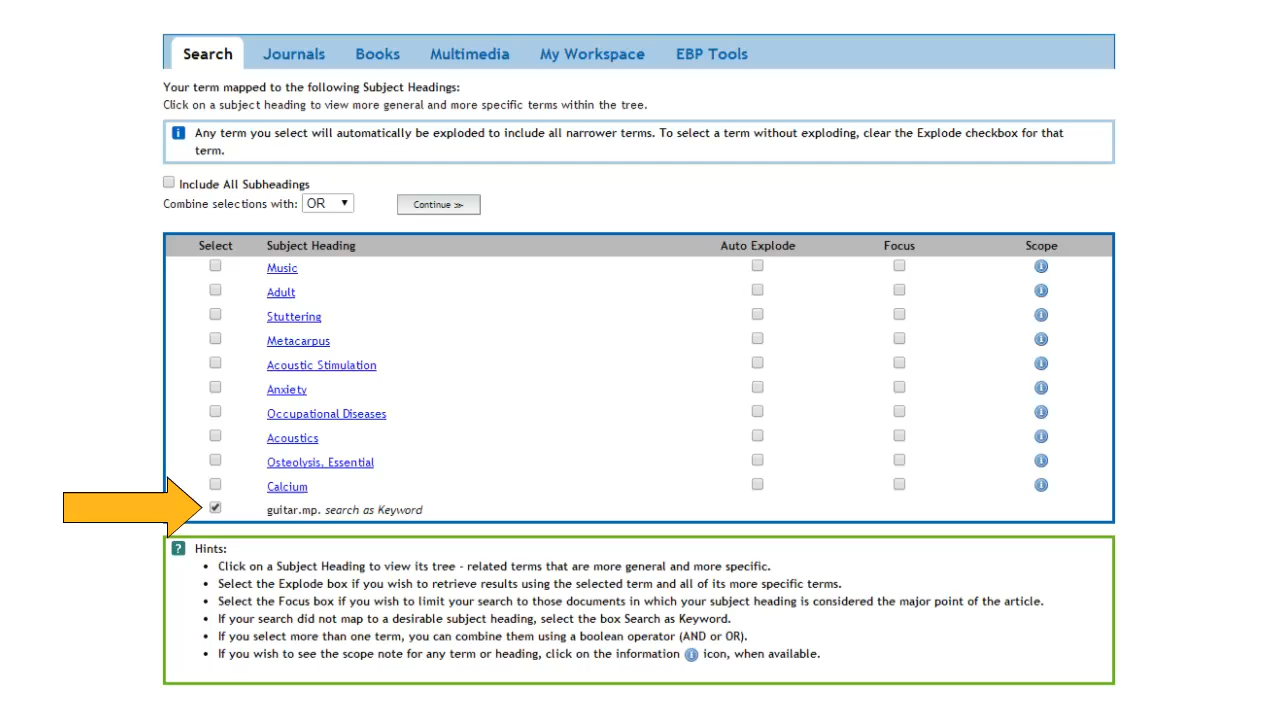 Search Journals Books Multimedia My Workspace EBP Tools
Your term mapped to the following Subject Headings:
Click on a subject heading to view more general and more specific terms within the tree.
i Any term you select will automatically be exploded to include all narrower terms. To select a term without exploding, clear the Explode checkbox for that
term.
Include All Subheadings
Combine selections with: OR Continue >>
Select Subject Heading Auto Explode Focus Scope
Music i
Adult i
Stuttering i
Metacarpus i
Acoustic Stimulation i
Anxiety i
Occupational Diseases i
Acoustics i
Osteolysis, Essential i
Calcium i
guitar.mp. search as Keyword
? Hints:
• Click on a Subject Heading to view its tree - related terms that are more general and more specific.
• Select the Explode box if you wish to retrieve results using the selected term and all of its more specific terms.
• Select the Focus box if you wish to limit your search to those documents in which your subject heading is considered the major point of the article.
• If your search did not map to a desirable subject heading, select the box Search as Keyword.
• If you select more than one term, you can combine them using a boolean operator (AND or OR).
• If you wish to see the scope note for any term or heading, click on the information i icon, when available.